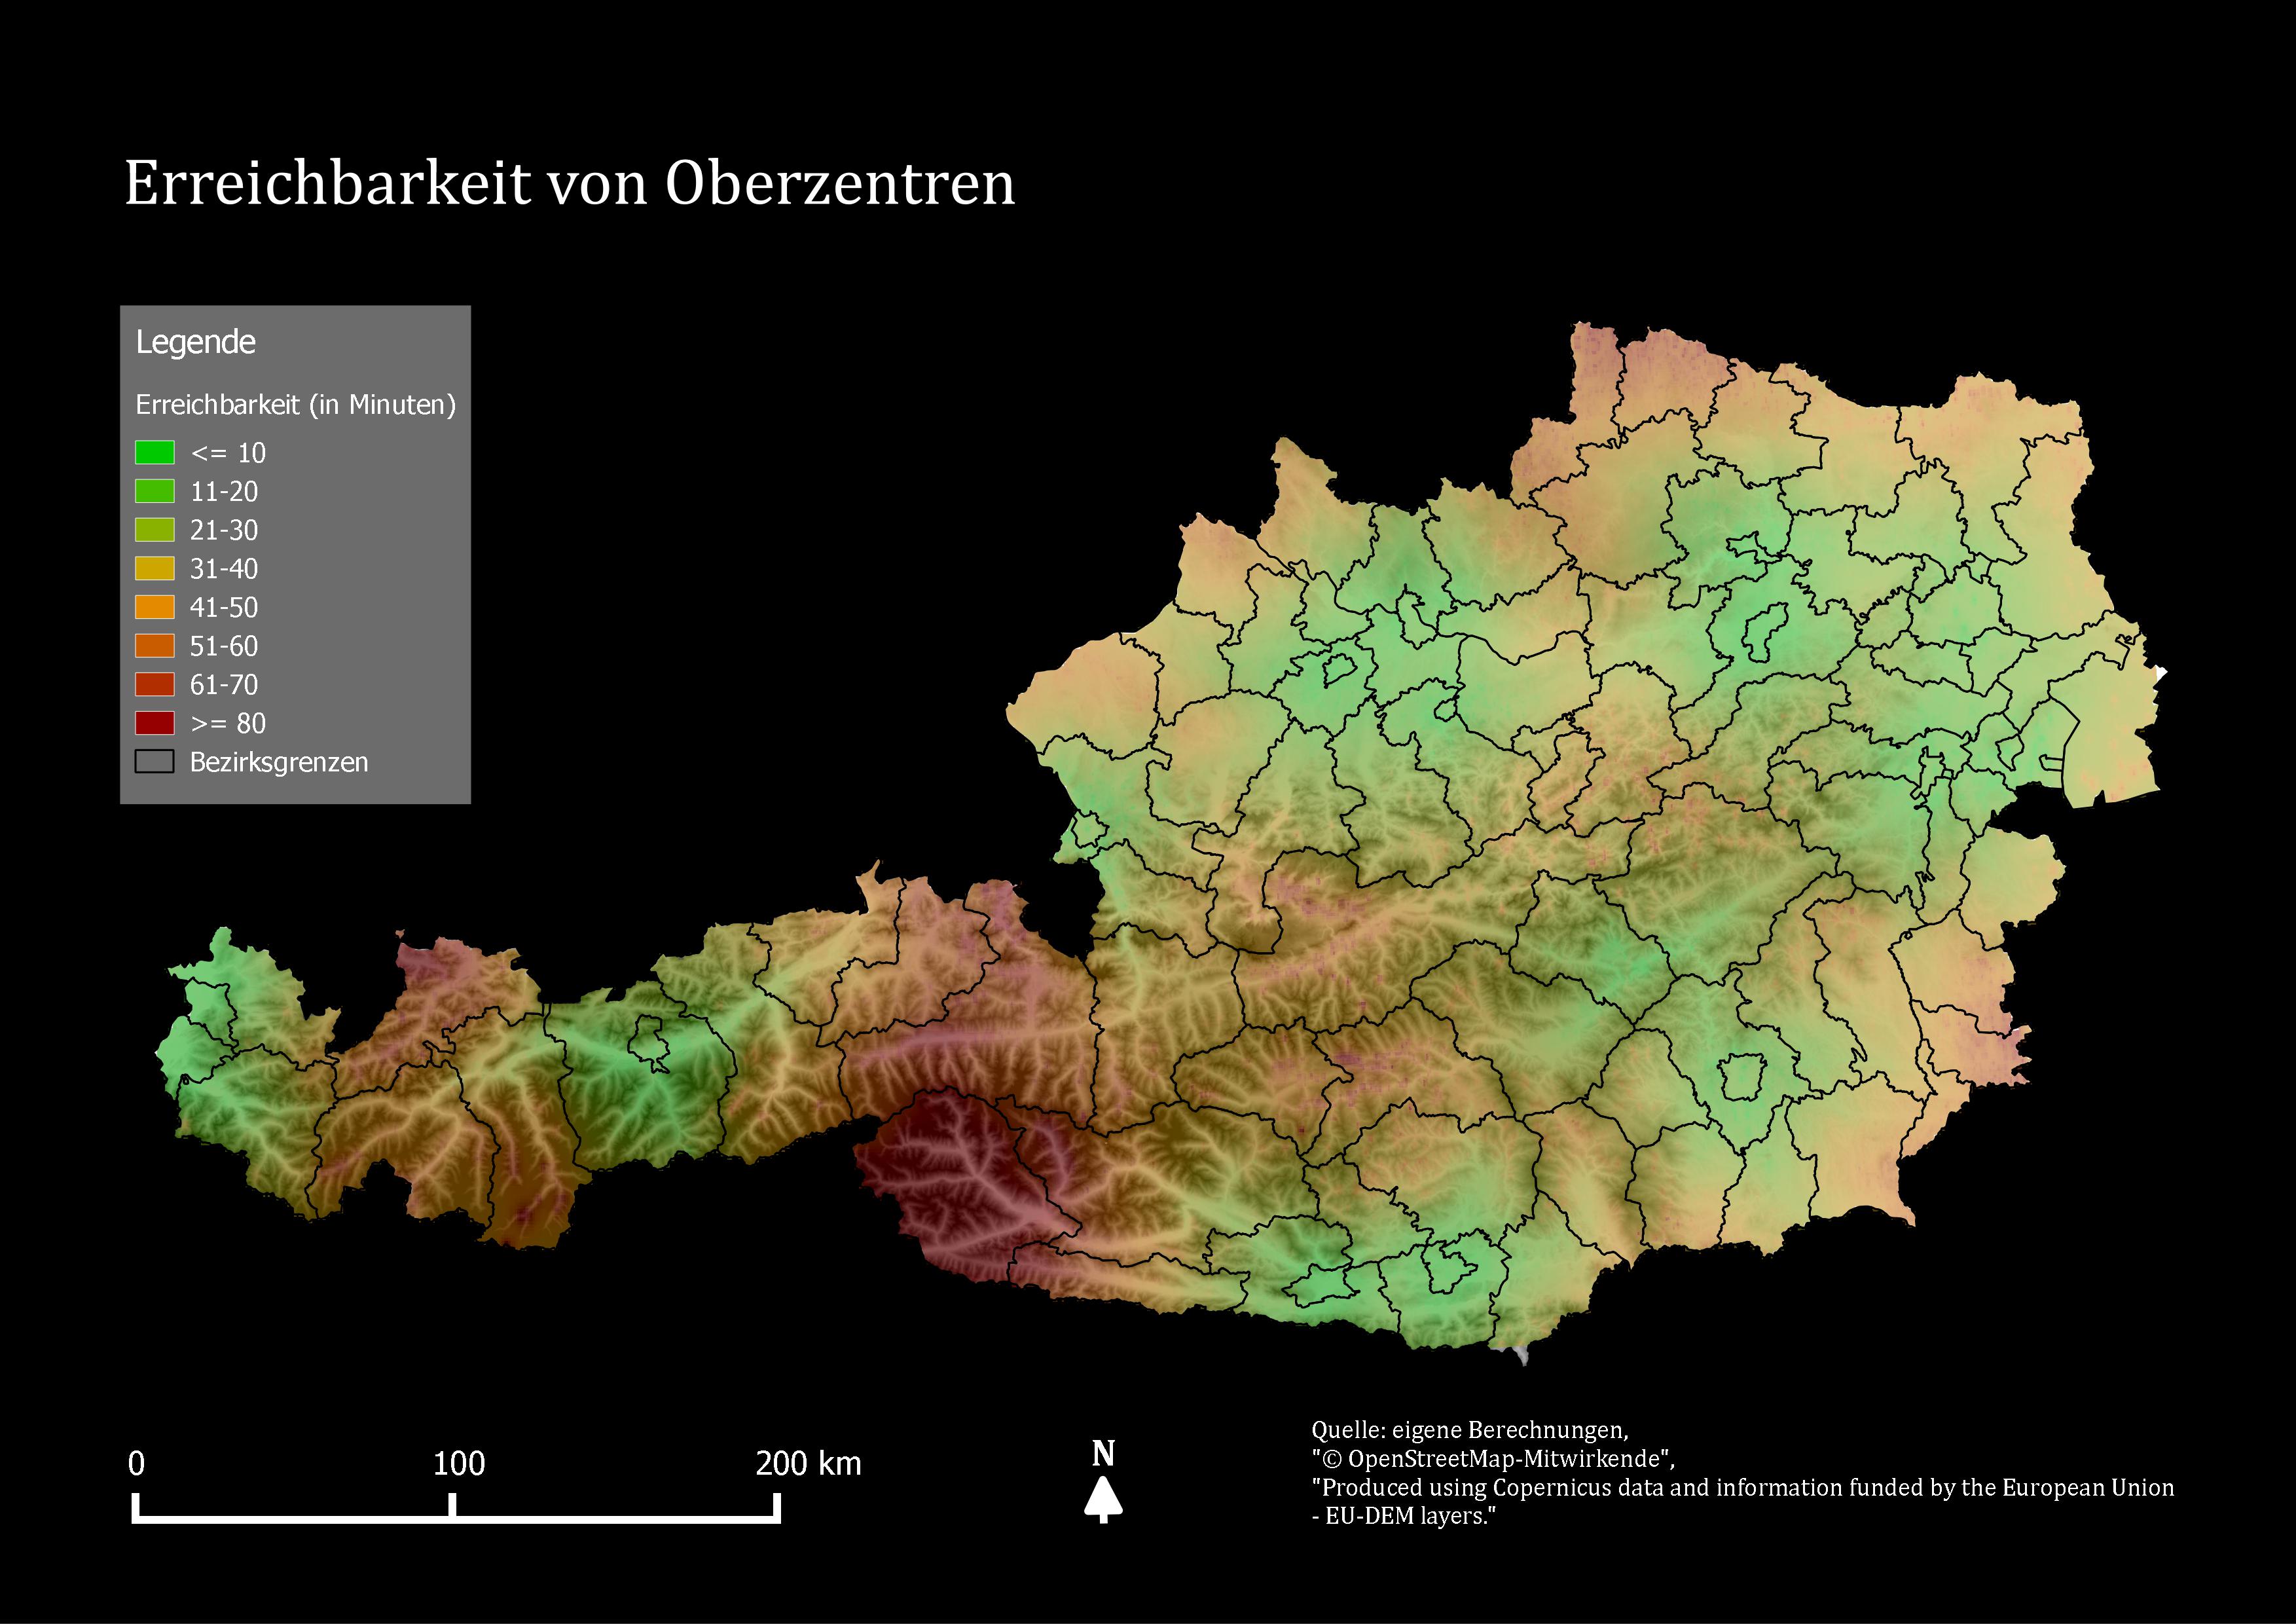 Erreichbarkeit von Oberzentren
Legende
Erreichbarkeit (in Minuten)
<= 10
11-20
21-30
31-40
41-50
51-60
61-70
>= 80
Bezirksgrenzen
0 100 200 km
N
Quelle: eigene Berechnungen,
"© OpenStreetMap-Mitwirkende",
"Produced using Copernicus data and information funded by the European Union
- EU-DEM layers."